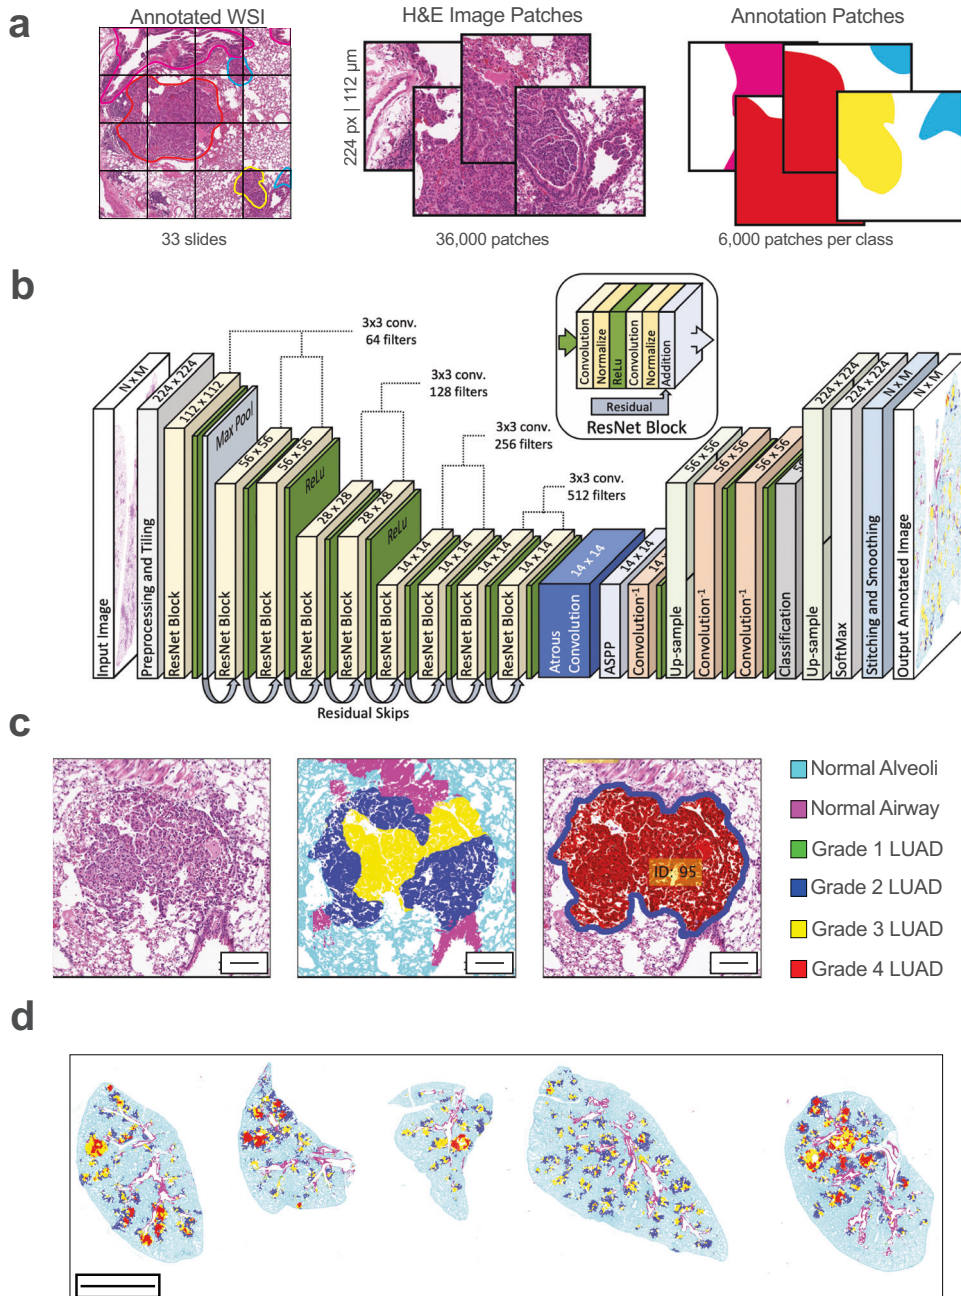 a
Annotated WSI
H&E Image Patches
Annotation Patches
224 px | 112 µm
33 slides
36,000 patches
6,000 patches per class
b
3x3 conv.
64 filters
3x3 conv.
128 filters
3x3 conv.
256 filters
3x3 conv.
512 filters
Convolution
Normalize
ReLu
Convolution
Normalize
Addition
Residual
ResNet Block
N x M
224 x 224
112 x 112
Max Pool
56 x 56
56 x 56
ReLu
28 x 28
28 x 28
ReLu
14 x 14
14 x 14
14 x 14
14 x 14
14 x 14
14 x 14
14
56 x 56
56 x 56
56 x 56
56
224 x 224
224 x 224
N x M
N x M
Input Image
Preprocessing and Tiling
ResNet Block
ResNet Block
ResNet Block
ResNet Block
ResNet Block
ResNet Block
ResNet Block
ResNet Block
ResNet Block
Atrous
Convolution
ASPP
Convolution-1
Up-sample
Convolution-1
Convolution-1
Classification
Up-sample
SoftMax
Stitching and Smoothing
Output Annotated Image
Residual Skips
c
ID: 95
Normal Alveoli
Normal Airway
Grade 1 LUAD
Grade 2 LUAD
Grade 3 LUAD
Grade 4 LUAD
d